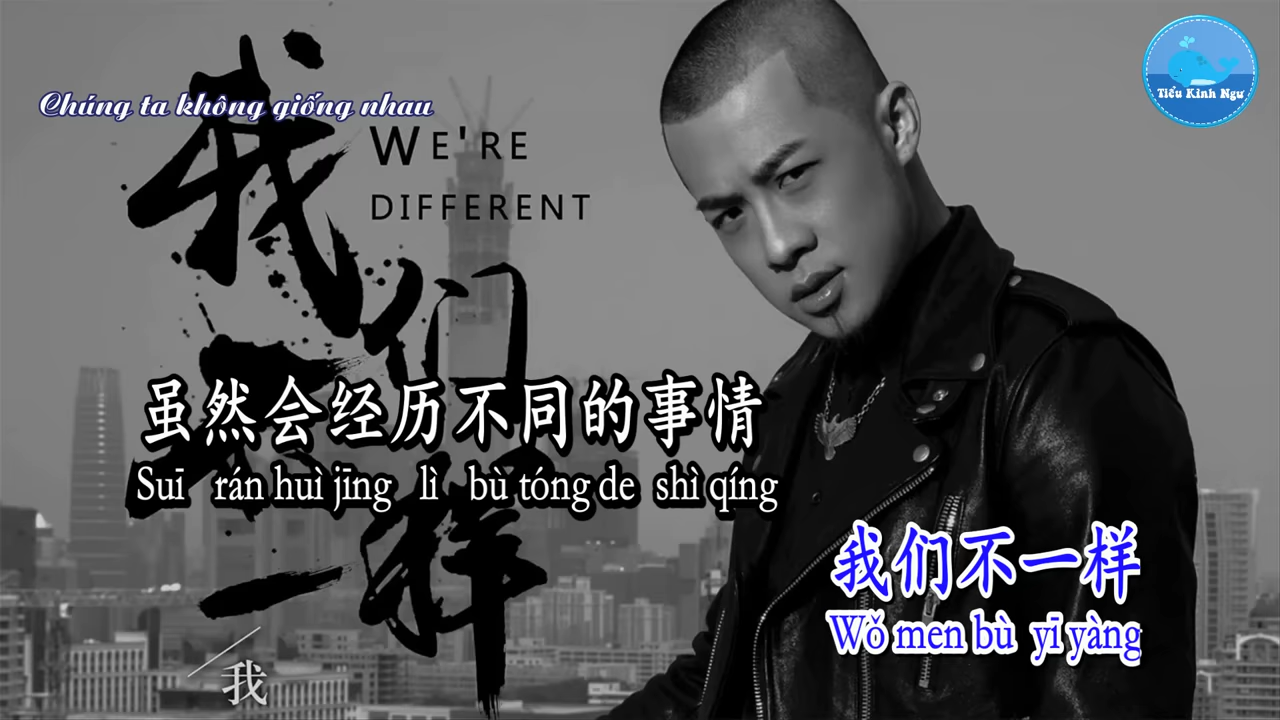 Chúng ta không giống nhau
Tiểu Kình Ngư
WE'RE
DIFFERENT
我们不一样
虽然会经历不同的事情
Suī rán huì jīng lì bù tóng de shì qíng
我们不一样
Wǒ men bù yī yàng
我